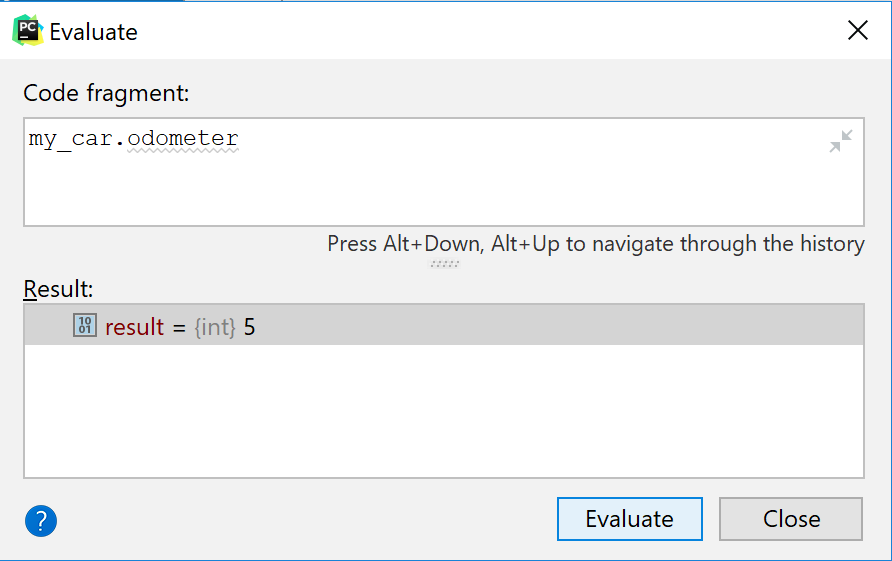 PC
Evaluate
Code fragment:
my_car.odometer
Press Alt+Down, Alt+Up to navigate through the history
Result:
10
01
result = {int} 5
?
Evaluate
Close